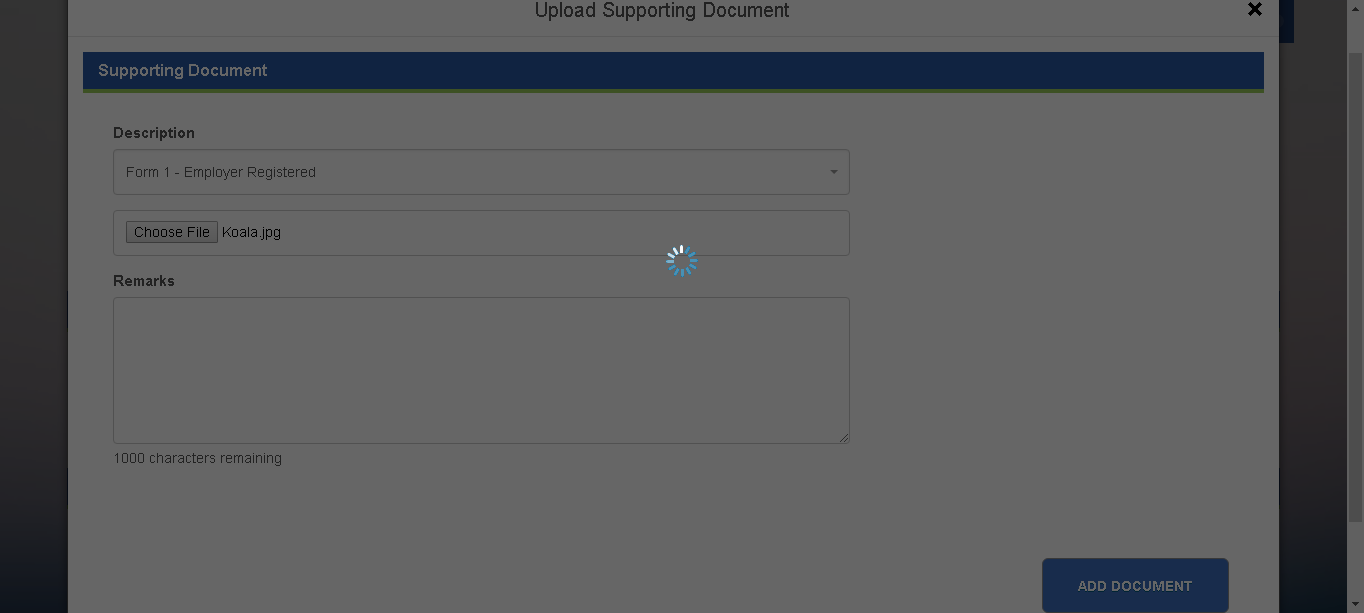 Upload Supporting Document
Supporting Document
Description
Form 1 - Employer Registered
Choose File Koala.jpg
Remarks
1000 characters remaining
ADD DOCUMENT